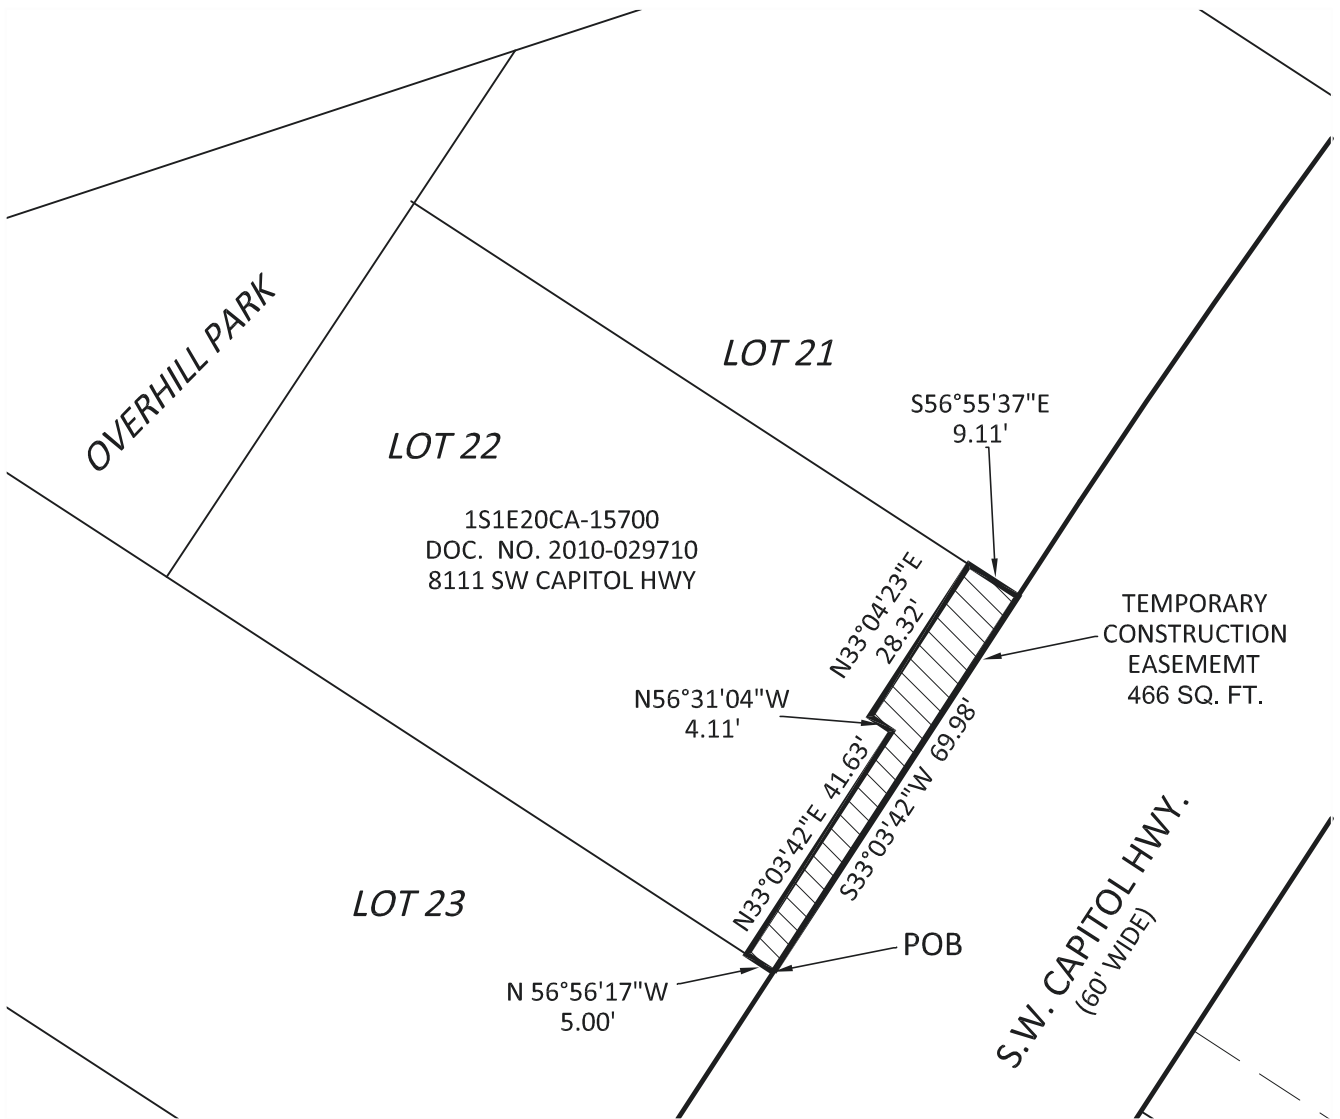 OVERHILL PARK
LOT 21
S56°55'37"E
9.11'
LOT 22
1S1E20CA-15700
DOC. NO. 2010-029710
8111 SW CAPITOL HWY
N33°04'23"E
28.32'
TEMPORARY
CONSTRUCTION
EASEMEMT
466 SQ. FT.
N56°31'04"W
4.11'
N33°03'42"E 41.63'
S33°03'42"W 69.98'
LOT 23
POB
N 56°56'17"W
5.00'
S.W. CAPITOL HWY.
(60' WIDE)